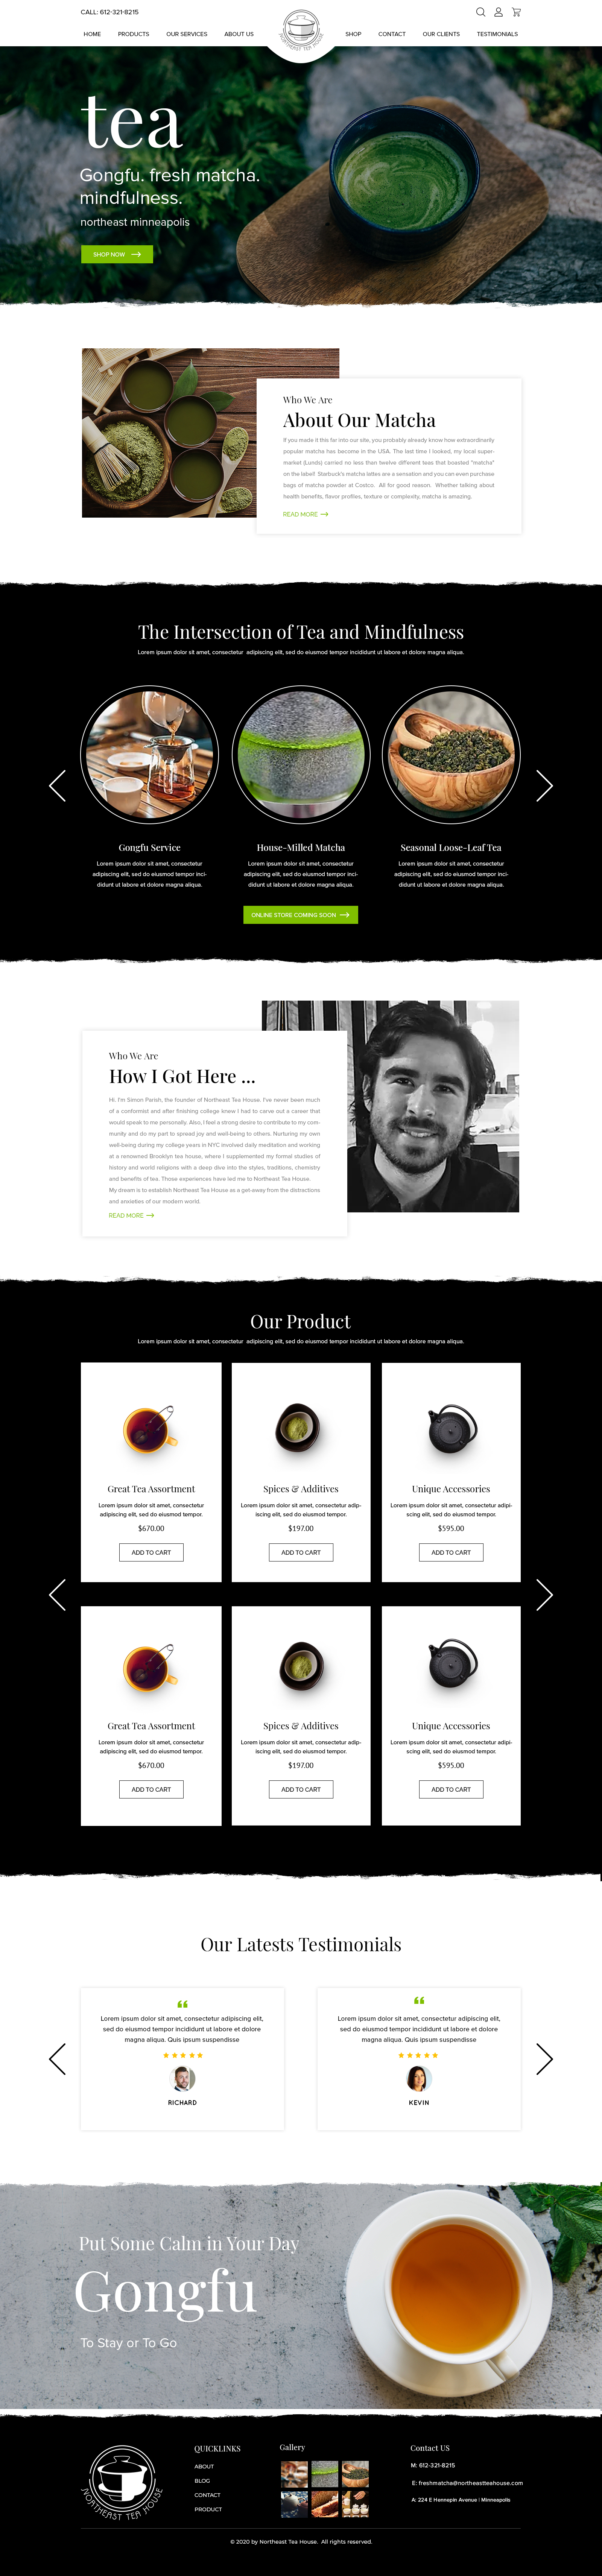 CALL: 612-321-8215
HOME PRODUCTS OUR SERVICES ABOUT US SHOP CONTACT OUR CLIENTS TESTIMONIALS
NORTHEAST TEA HOUSE
tea
Gongfu. fresh matcha.
mindfulness.
northeast minneapolis
SHOP NOW
Who We Are
About Our Matcha
If you made it this far into our site, you probably already know how extraordinarily
popular matcha has become in the USA. The last time I looked, my local super-
market (Lunds) carried no less than twelve different teas that boasted "matcha"
on the label! Starbuck's matcha lattes are a sensation and you can even purchase
bags of matcha powder at Costco. All for good reason. Whether talking about
health benefits, flavor profiles, texture or complexity, matcha is amazing.
READ MORE
The Intersection of Tea and Mindfulness
Lorem ipsum dolor sit amet, consectetur adipiscing elit, sed do eiusmod tempor incididunt ut labore et dolore magna aliqua.
Gongfu Service
Lorem ipsum dolor sit amet, consectetur
adipiscing elit, sed do eiusmod tempor inci-
didunt ut labore et dolore magna aliqua.
House-Milled Matcha
Lorem ipsum dolor sit amet, consectetur
adipiscing elit, sed do eiusmod tempor inci-
didunt ut labore et dolore magna aliqua.
Seasonal Loose-Leaf Tea
Lorem ipsum dolor sit amet, consectetur
adipiscing elit, sed do eiusmod tempor inci-
didunt ut labore et dolore magna aliqua.
ONLINE STORE COMING SOON
Who We Are
How I Got Here ...
Hi. I'm Simon Parish, the founder of Northeast Tea House. I've never been much
of a conformist and after finishing college knew I had to carve out a career that
would speak to me personally. Also, I feel a strong desire to contribute to my com-
munity and do my part to spread joy and well-being to others. Nurturing my own
well-being during my college years in NYC involved daily meditation and working
at a renowned Brooklyn tea house, where I supplemented my formal studies of
history and world religions with a deep diva into the styles, traditions, chemistry
and benefits of tea. Those experiences have led me to Northeast Tea House.
My dream is to establish Northeast Tea House as a get-away from the distractions
and anxieties of our modern world.
READ MORE
Our Product
Lorem ipsum dolor sit amet, consectetur adipiscing elit, sed do eiusmod tempor incididunt ut labore et dolore magna aliqua.
Great Tea Assortment
Lorem ipsum dolor sit amet, consectetur
adipiscing elit, sed do eiusmod tempor.
$670.00
ADD TO CART
Spices & Additives
Lorem ipsum dolor sit amet, consectetur adip-
iscing elit, sed do eiusmod tempor.
$197.00
ADD TO CART
Unique Accessories
Lorem ipsum dolor sit amet, consectetur adipi-
scing elit, sed do eiusmod tempor.
$595.00
ADD TO CART
Great Tea Assortment
Lorem ipsum dolor sit amet, consectetur
adipiscing elit, sed do eiusmod tempor.
$670.00
ADD TO CART
Spices & Additives
Lorem ipsum dolor sit amet, consectetur adip-
iscing elit, sed do eiusmod tempor.
$197.00
ADD TO CART
Unique Accessories
Lorem ipsum dolor sit amet, consectetur adipi-
scing elit, sed do eiusmod tempor.
$595.00
ADD TO CART
Our Latests Testimonials
“
Lorem ipsum dolor sit amet, consectetur adipiscing elit,
sed do eiusmod tempor incididunt ut labore et dolore
magna aliqua. Quis ipsum suspendisse
RICHARD
“
Lorem ipsum dolor sit amet, consectetur adipiscing elit,
sed do eiusmod tempor incididunt ut labore et dolore
magna aliqua. Quis ipsum suspendisse
KEVIN
Put Some Calm in Your Day
Gongfu
To Stay or To Go
NORTHEAST TEA HOUSE
QUICKLINKS
ABOUT
BLOG
CONTACT
PRODUCT
Gallery
Contact US
M: 612-321-8215
E: freshmatcha@northeastteahouse.com
A: 224 E Hennepin Avenue | Minneapolis
© 2020 by Northeast Tea House. All rights reserved.